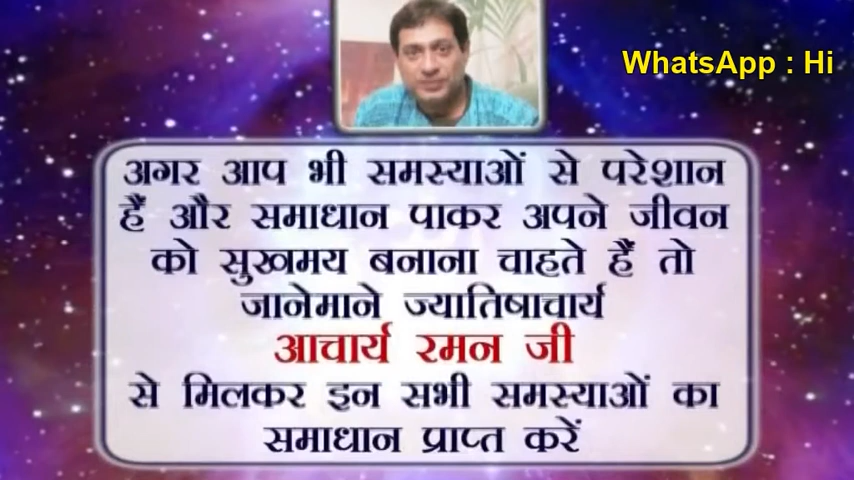 WhatsApp : Hi
अगर आप भी समस्याओं से परेशान
हैं और समाधान पाकर अपने जीवन
को सुखमय बनाना चाहते हैं तो
जानेमाने ज्यातिषाचार्य
आचार्य रमन जी
से मिलकर इन सभी समस्याओं का
समाधान प्राप्त करें